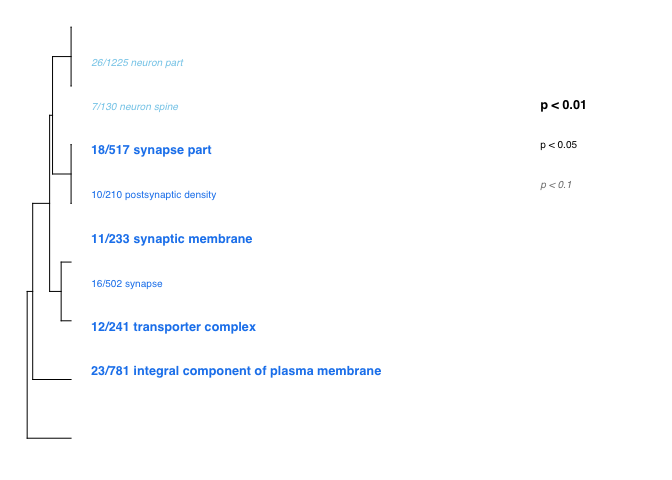 26/1225 neuron part
7/130 neuron spine
18/517 synapse part
10/210 postsynaptic density
11/233 synaptic membrane
16/502 synapse
12/241 transporter complex
23/781 integral component of plasma membrane
p < 0.01
p < 0.05
p < 0.1